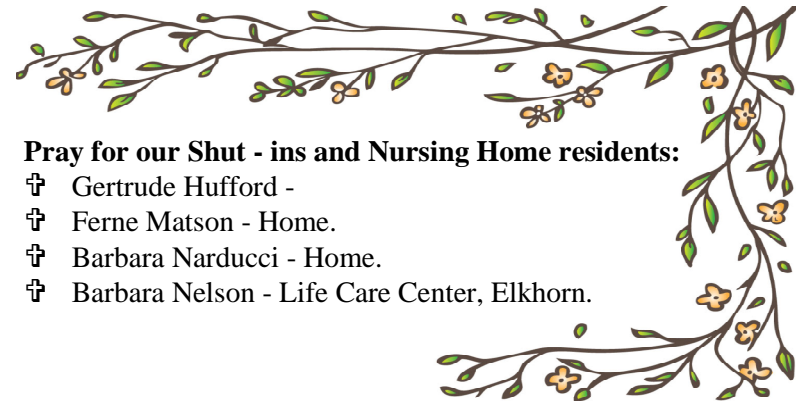 Pray for our Shut - ins and Nursing Home residents:
✞ Gertrude Hufford -
✞ Ferne Matson - Home.
✞ Barbara Narducci - Home.
✞ Barbara Nelson - Life Care Center, Elkhorn.